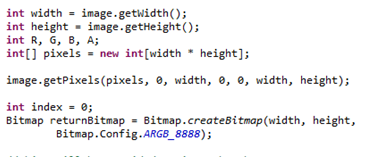 int width = image.getWidth();
int height = image.getHeight();
int R, G, B, A;
int[] pixels = new int[width * height];
image.getPixels(pixels, 0, width, 0, 0, width, height);
int index = 0;
Bitmap returnBitmap = Bitmap.createBitmap(width, height,
Bitmap.Config.ARGB_8888);